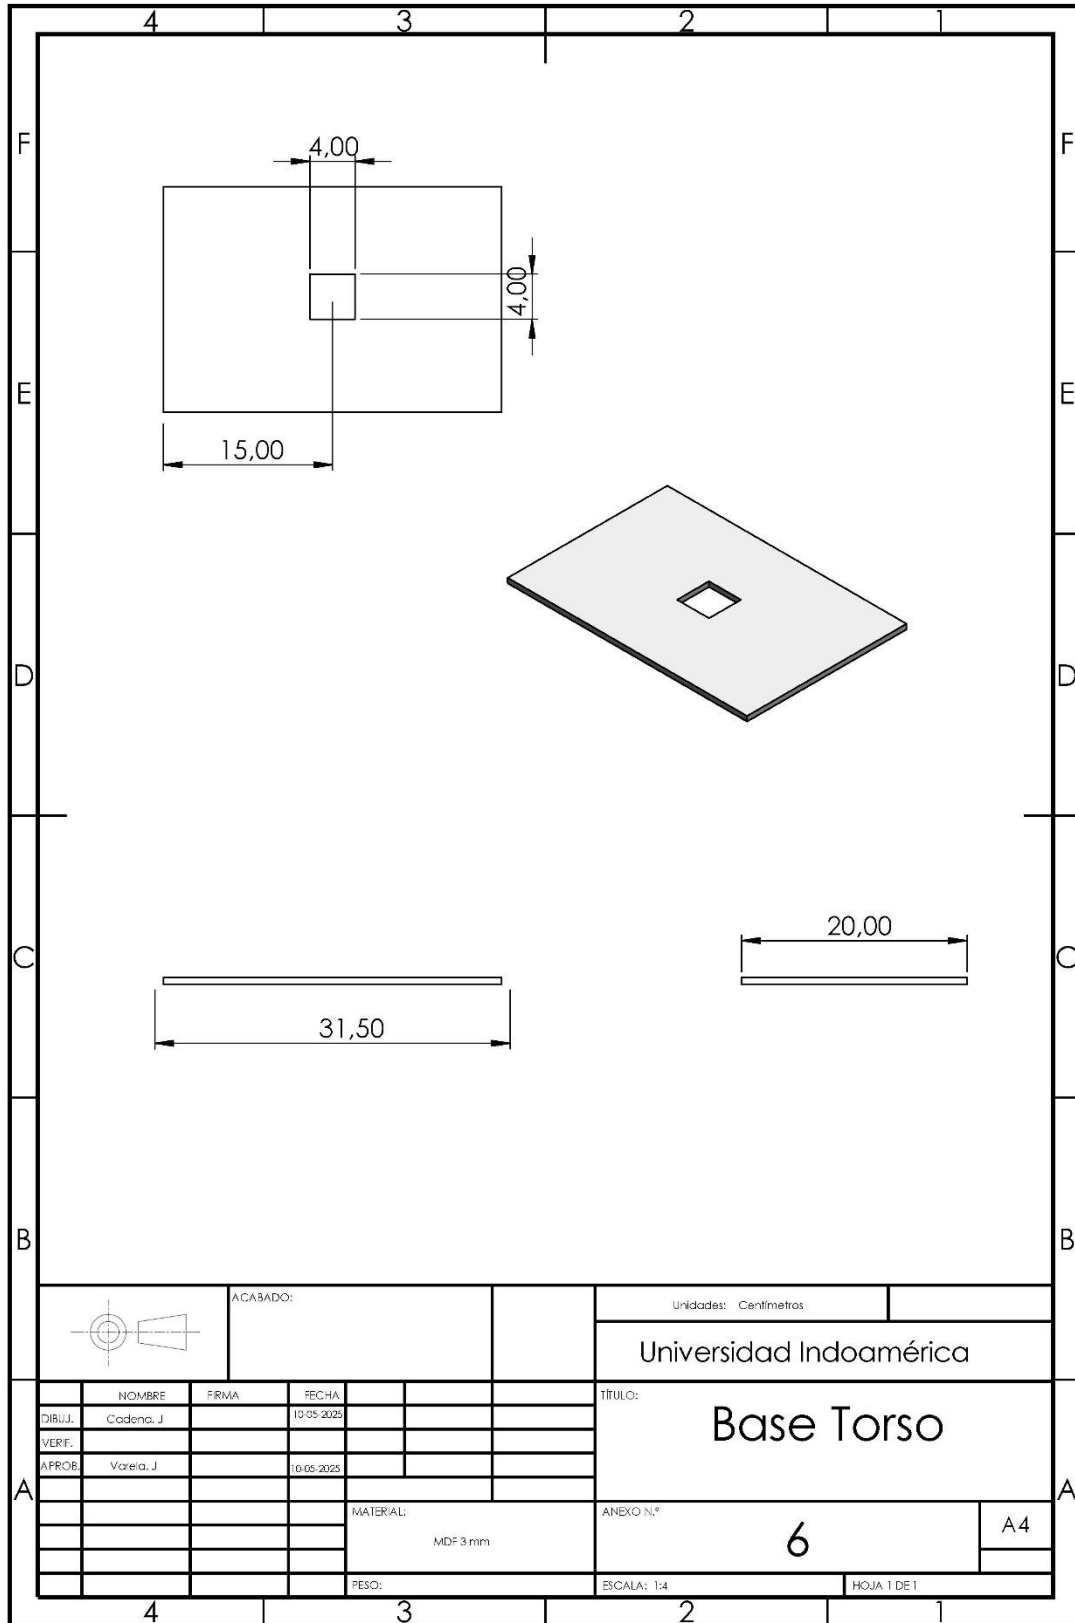 4 3 2 1
F F
4,00
4,00
E E
15,00
D D
C C
20,00
31,50
B B
ACABADO:
Unidades: Centímetros
Universidad Indoamérica
NOMBRE FIRMA FECHA
TÍTULO:
DIBUJ. Cadena. J 10-05-2025
Base Torso
VERIF.
APROB. Varela. J 10-05-2025
A A
MATERIAL:
MDF 3 mm
ANEXO N.º
6
A4
PESO:
ESCALA: 1:4
HOJA 1 DE 1
4 3 2 1